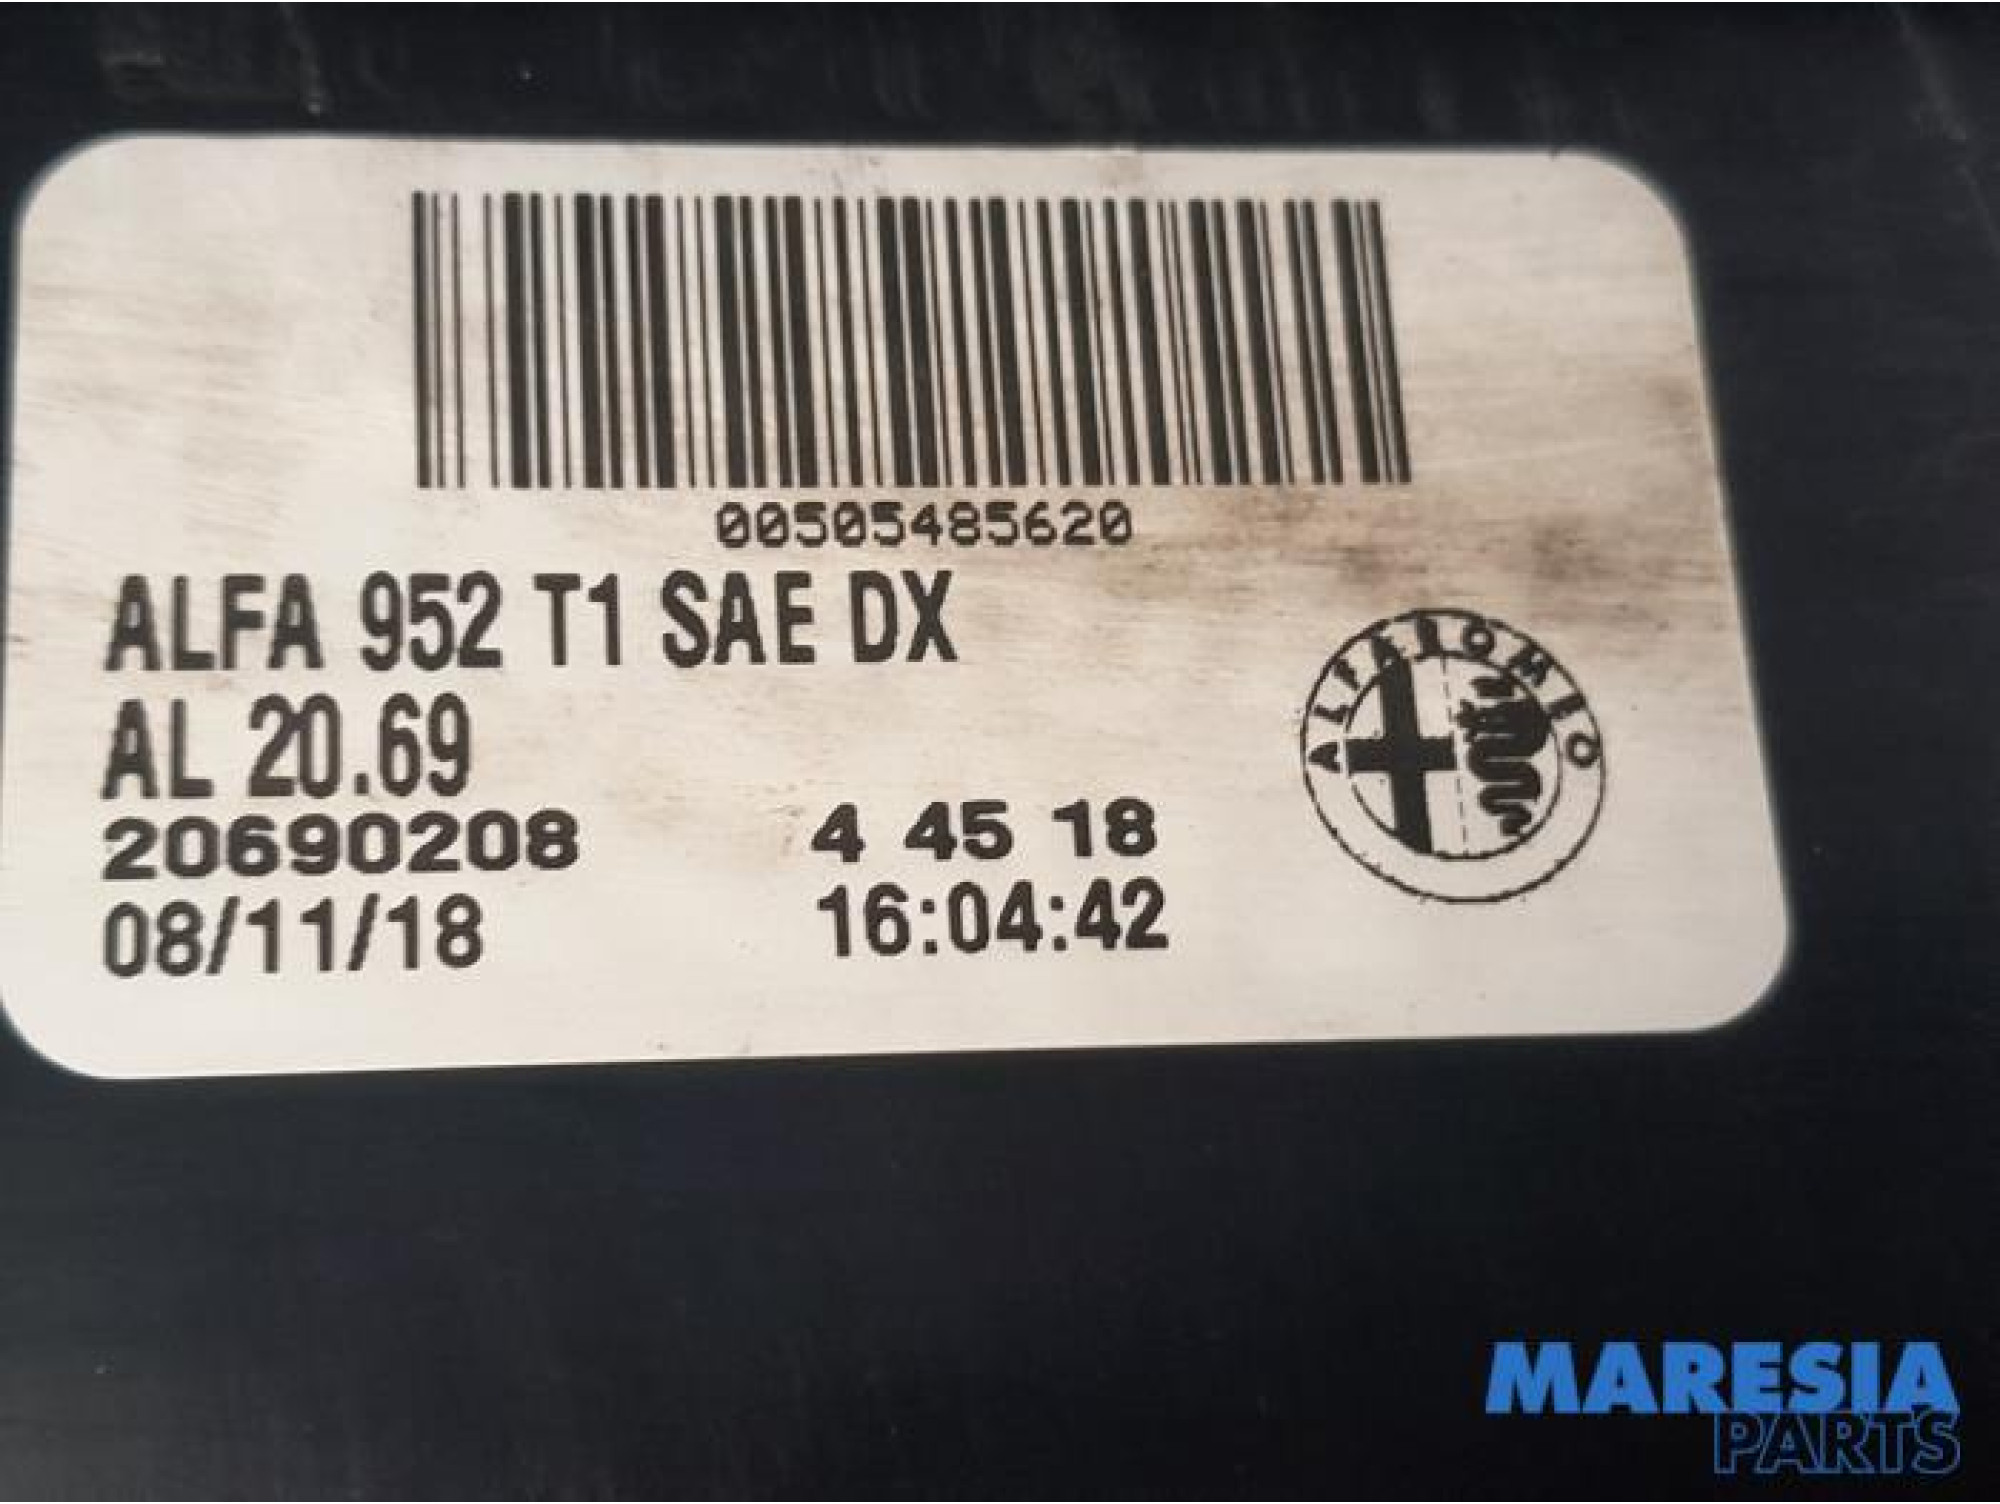 00505485620
ALFA 952 T1 SAE DX
AL 20.69
20690208 4 45 18
08/11/18 16:04:42
ALFA ROMEO
MARESIA
PARTS